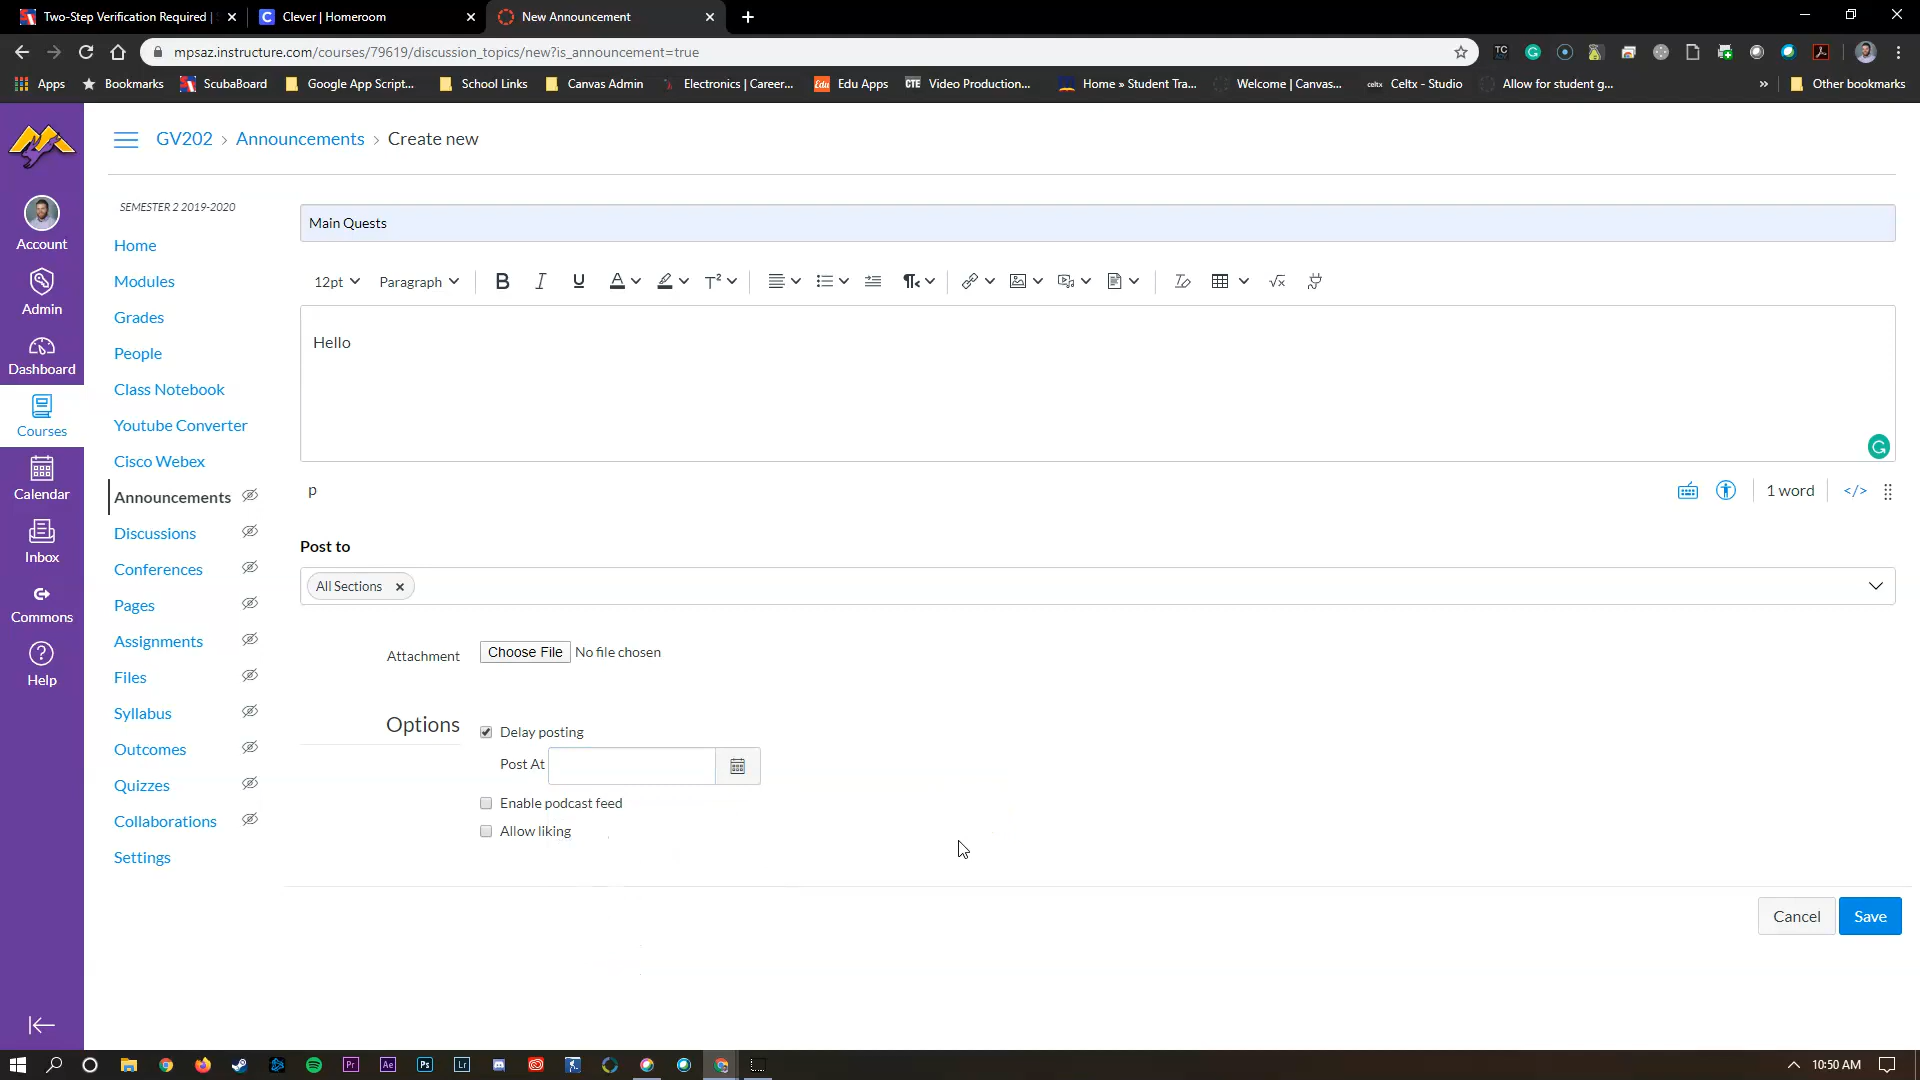 Two-Step Verification Required |
Clever | Homeroom
New Announcement
mpsaz.instructure.com/courses/79619/discussion_topics/new?is_announcement=true
Apps
Bookmarks
ScubaBoard
Google App Script...
School Links
Canvas Admin
Electronics | Career...
Edu Apps
Video Production...
Home » Student Tra...
Welcome | Canvas...
Celtx - Studio
Allow for student g...
»
Other bookmarks
GV202 › Announcements › Create new
Account
Admin
Dashboard
Courses
Calendar
Inbox
Commons
Help
SEMESTER 2 2019-2020
Home
Modules
Grades
People
Class Notebook
Youtube Converter
Cisco Webex
Announcements
Discussions
Conferences
Pages
Assignments
Files
Syllabus
Outcomes
Quizzes
Collaborations
Settings
Main Quests
12pt Paragraph
Hello
p
1 word </>
Post to
All Sections
Attachment Choose File No file chosen
Options
Delay posting
Post At
Enable podcast feed
Allow liking
Cancel Save
10:50 AM